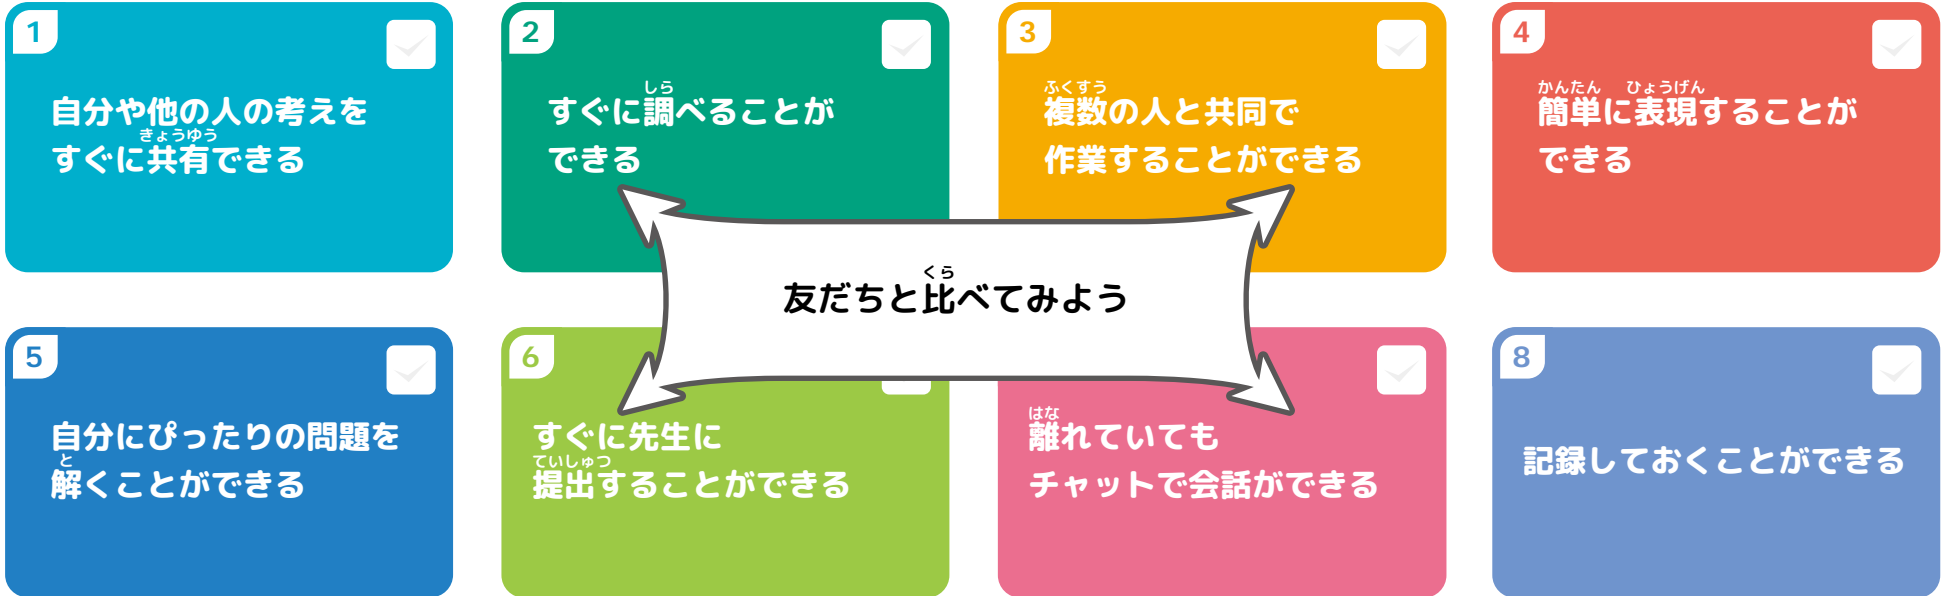 1
自分や他の人の考えを
きょうゆう
すぐに共有できる
2
しら
すぐに調べることが
できる
3
ふくすう
複数の人と共同で
作業することができる
4
かんたん ひょうげん
簡単に表現することが
できる
くら
友だちと比べてみよう
5
自分にぴったりの問題を
と
解くことができる
6
すぐに先生に
ていしゅつ
提出することができる
はな
離れていても
チャットで会話ができる
8
記録しておくことができる